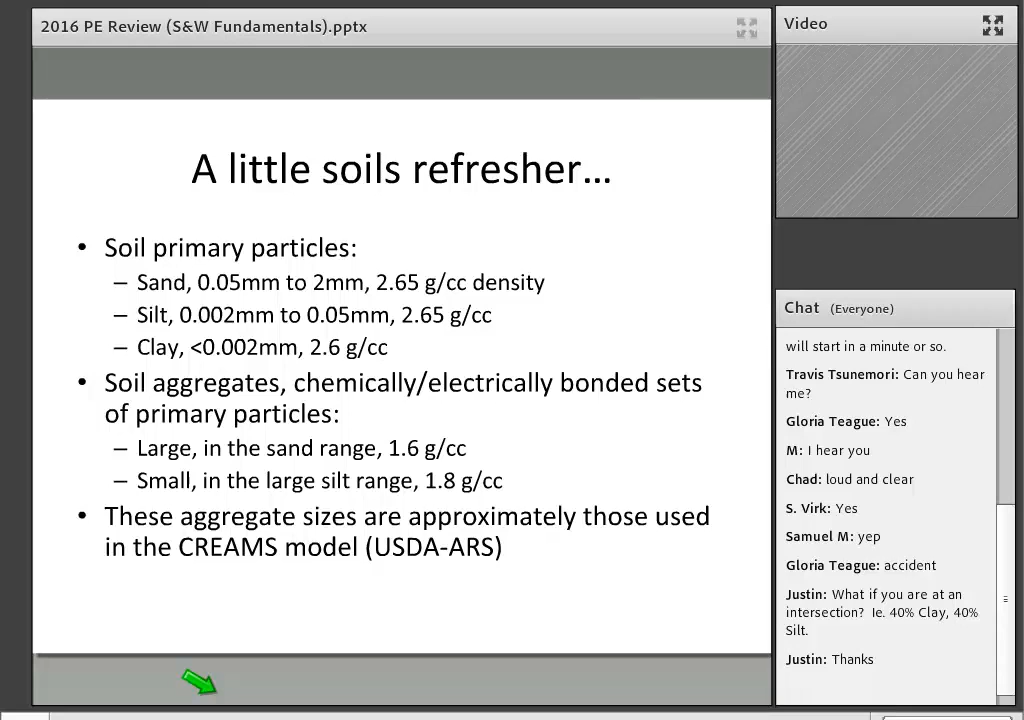 2016 PE Review (S&W Fundamentals).pptx
A little soils refresher...
• Soil primary particles:
– Sand, 0.05mm to 2mm, 2.65 g/cc density
– Silt, 0.002mm to 0.05mm, 2.65 g/cc
– Clay, <0.002mm, 2.6 g/cc
• Soil aggregates, chemically/electrically bonded sets
of primary particles:
– Large, in the sand range, 1.6 g/cc
– Small, in the large silt range, 1.8 g/cc
• These aggregate sizes are approximately those used
in the CREAMS model (USDA-ARS)
Video
Chat (Everyone)
will start in a minute or so.
Travis Tsunemori: Can you hear
me?
Gloria Teague: Yes
M: I hear you
Chad: loud and clear
S. Virk: Yes
Samuel M: yep
Gloria Teague: accident
Justin: What if you are at an
intersection? Ie. 40% Clay, 40%
Silt.
Justin: Thanks